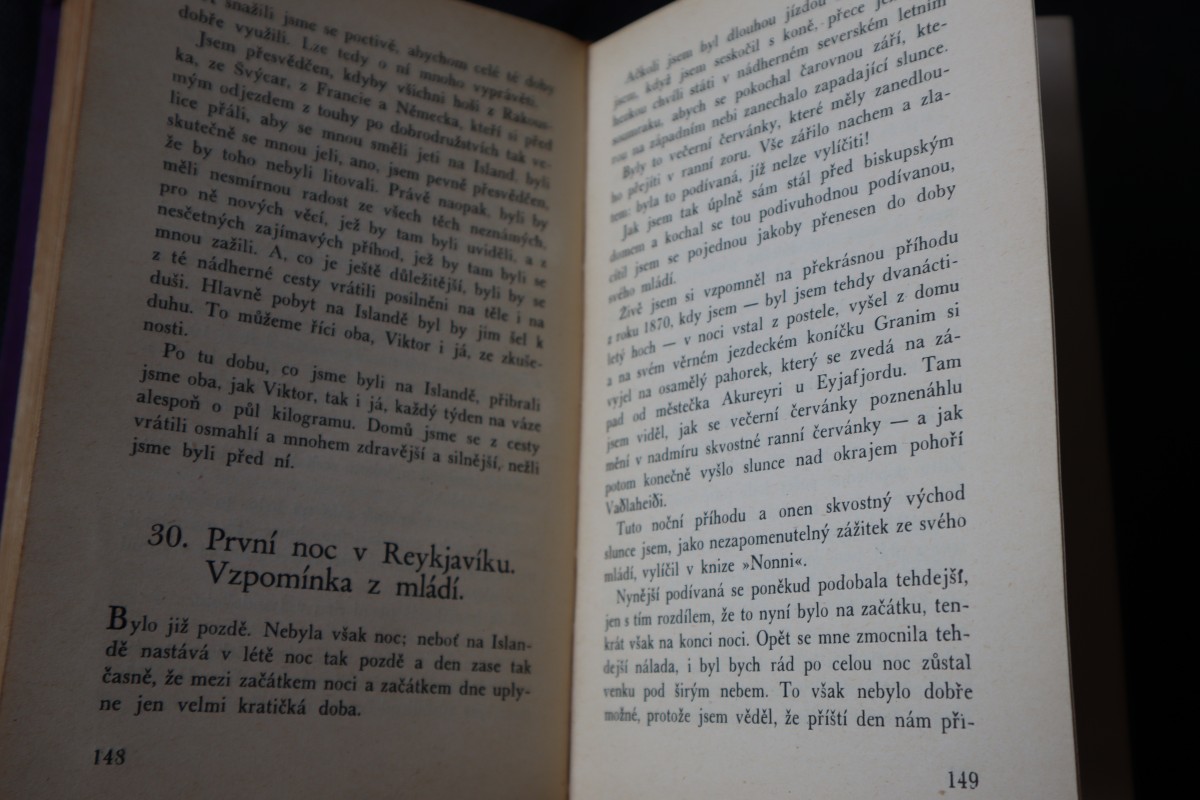 A snažili jsme se poctivě, abychom celé té doby
dobře využili. Lze tedy o ní mnoho vyprávěti.
Jsem přesvědčen, kdyby všichni hoši z Rakous-
ka, ze Švýcar, z Francie a Německa, kteří si před
mým odjezdem z touhy po dobrodružstvích tak ve-
lice přáli, aby se mnou směli jeti na Island, byli
skutečně se mnou jeli, ano, jsem pevně přesvědčen,
že by toho nebyli litovali. Právě naopak, byli by
měli nesmírnou radost ze všech těch neznámých,
pro ně nových věcí, jež by tam byli uviděli, a z
nesčetných zajímavých příhod, jež by tam byli se
mnou zažili. A, co je ještě důležitější, byli by se
z té nádherné cesty vrátili posilněni na těle i na
duši. Hlavně pobyt na Islandě byl by jim šel k
duhu. To můžeme říci oba, Viktor i já, ze zkuše-
nosti.
Po tu dobu, co jsme byli na Islandě, přibrali
jsme oba, jak Viktor, tak i já, každý týden na váze
alespoň o půl kilogramu. Domů jsme se z cesty
vrátili osmahlí a mnohem zdravější a silnější, nežli
jsme byli před ní.
30. První noc v Reykjavíku.
Vzpomínka z mládí.
Bylo již pozdě. Nebyla však noc; neboť na Islan-
dě nastává v létě noc tak pozdě a den zase tak
časně, že mezi začátkem noci a začátkem dne uply-
ne jen velmi kratičká doba.
148
Ačkoli jsem byl dlouhou jízdou
jsem, když jsem seskočil s koně, přece
hezkou chvíli státi v nádherném severském letním
soumraku, abych se pokochal čarovnou září, kte-
rou na západním nebi zanechalo zapadající slunce.
Byly to večerní červánky, které měly zanedlou-
ho přejíti v ranní zoru. Vše zářilo nachem a zla-
tem; byla to podívaná, již nelze vylíčiti!
Jak jsem tak úplně sám stál před biskupským
domem a kochal se tou podivuhodnou podívanou,
cítil jsem se pojednou jakoby přenesen do doby
svého mládí.
Živě jsem si vzpomněl na překrásnou příhodu
z roku 1870, kdy jsem — byl jsem tehdy dvanácti-
letý hoch — v noci vstal z postele, vyšel z domu
a na svém věrném jezdeckém koníčku Granim si
vyjel na osamělý pahorek, který se zvedá na zá-
pad od městečka Akureyri u Eyjafjordu. Tam
jsem viděl, jak se večerní červánky poznenáhlu
mění v nadmíru skvostné ranní červánky — a jak
potom konečně vyšlo slunce nad okrajem pohoří
Vaðlaheiði.
Tuto noční příhodu a onen skvostný východ
slunce jsem, jako nezapomenutelný zážitek ze svého
mládí, vylíčil v knize »Nonni«.
Nynější podívaná se poněkud podobala tehdejší,
jen s tím rozdílem, že to nyní bylo na začátku, ten-
krát však na konci noci. Opět se mne zmocnila teh-
dejší nálada, i byl bych rád po celou noc zůstal
venku pod širým nebem. To však nebylo dobře
možné, protože jsem věděl, že příští den nám při-
149